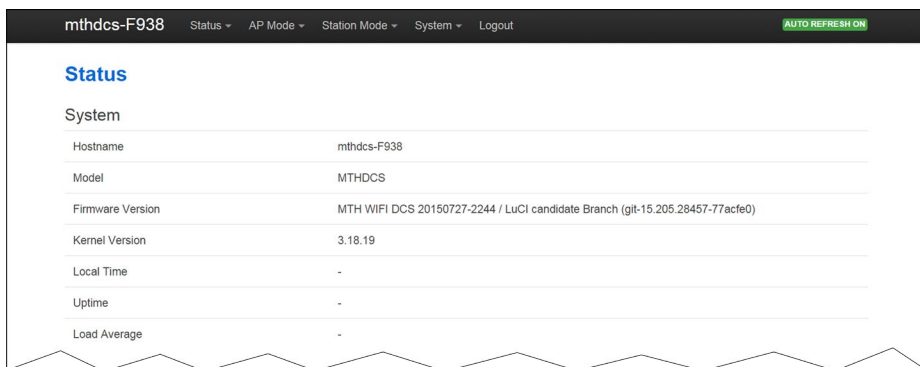 mthdcs-F938 Status AP Mode Station Mode System Logout AUTO REFRESH ON
Status
System
Hostname mthdcs-F938
Model MTHDCS
Firmware Version MTH WIFI DCS 20150727-2244 / LuCI candidate Branch (git-15.205.28457-77acfe0)
Kernel Version 3.18.19
Local Time -
Uptime -
Load Average -